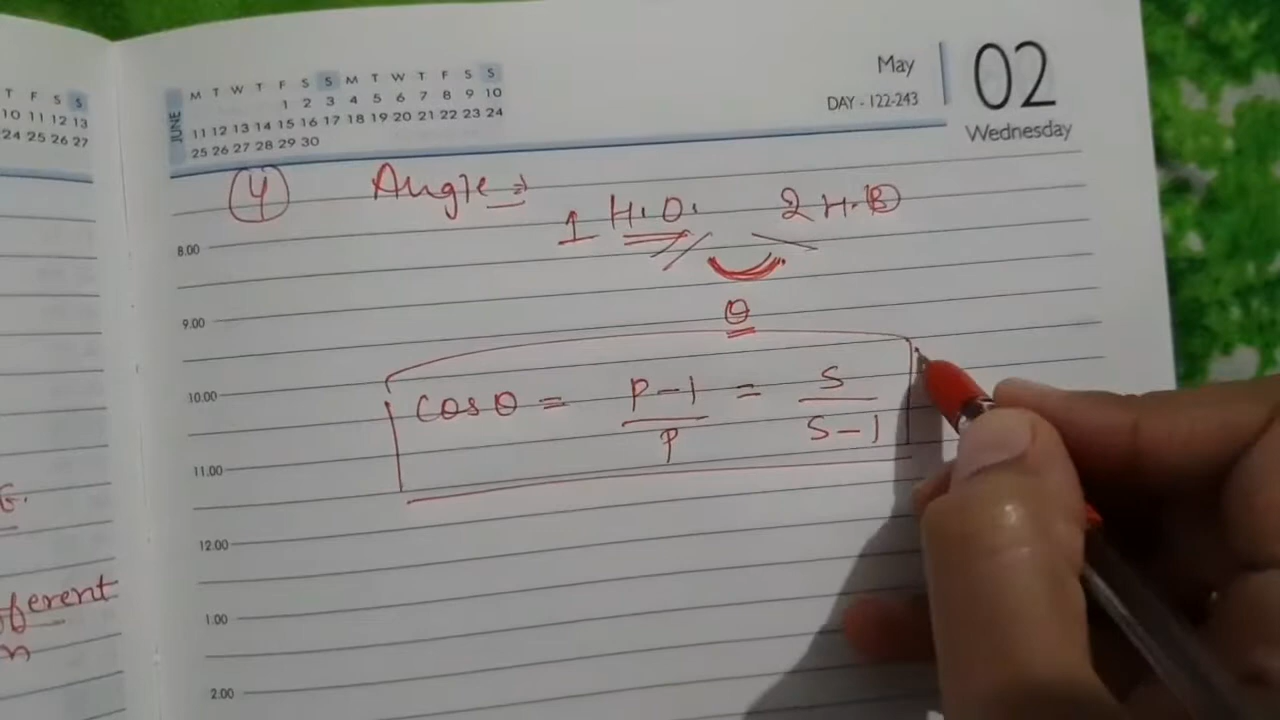 T F S S
10 11 12 13
24 25 26 27
JUNE
M T W T F S S M T W T F S S
1 2 3 4 5 6 7 8 9 10
11 12 13 14 15 16 17 18 19 20 21 22 23 24
25 26 27 28 29 30
May
DAY - 122-243
02
Wednesday
4 Angle ⇒
1 H.O. 2 H.B
θ
cosθ = P-1/P = S/S-1
8.00
9.00
10.00
11.00
12.00
1.00
2.00
G.
fferent
n